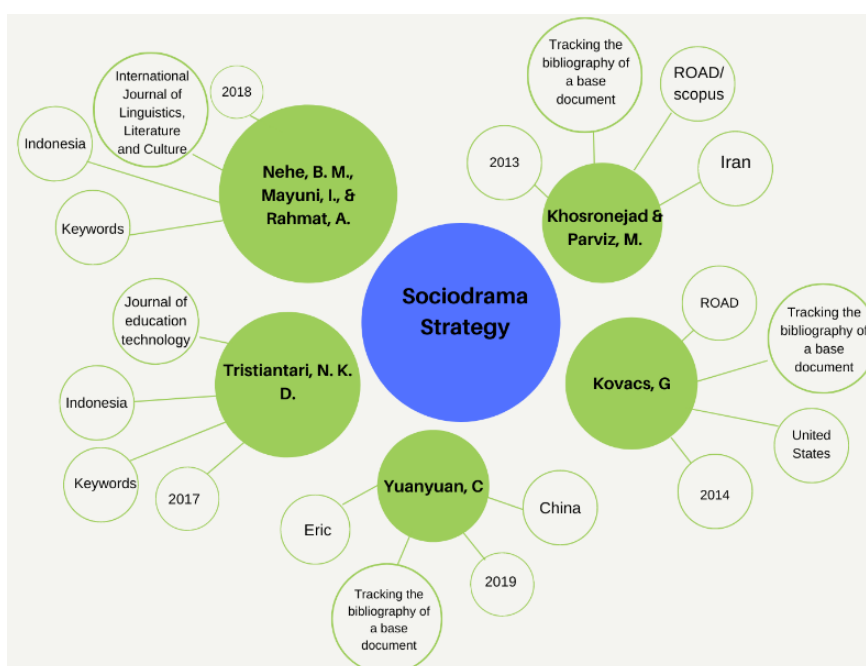 International
Journal of
Linguistics,
Literature
and Culture
2018
Indonesia
Keywords
Nehe, B. M.,
Mayuni, I., &
Rahmat, A.
Tracking the
bibliography of
a base
document
ROAD/
scopus
2013
Iran
Khosronejad &
Parviz, M.
Sociodrama
Strategy
Journal of
education
technology
Indonesia
Keywords
2017
Tristiantari, N. K.
D.
ROAD
Tracking the
bibliography of
a base
document
Kovacs, G
United
States
2014
Yuanyuan, C
Eric
China
2019
Tracking the
bibliography of
a base
document